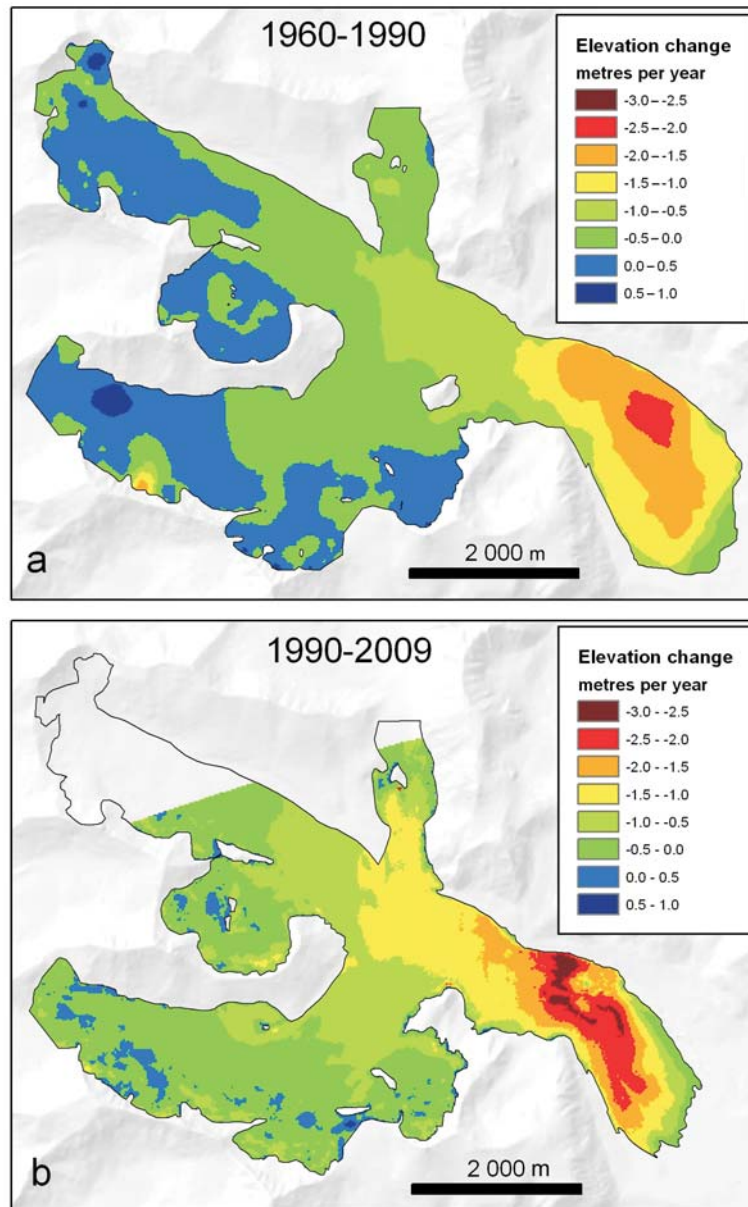 1960-1990
Elevation change
metres per year
-3.0 – -2.5
-2.5 – -2.0
-2.0 – -1.5
-1.5 – -1.0
-1.0 – -0.5
-0.5 – 0.0
0.0 – 0.5
0.5 – 1.0
2 000 m
a
1990-2009
Elevation change
metres per year
-3.0 - -2.5
-2.5 - -2.0
-2.0 - -1.5
-1.5 - -1.0
-1.0 - -0.5
-0.5 - 0.0
0.0 - 0.5
0.5 - 1.0
2 000 m
b